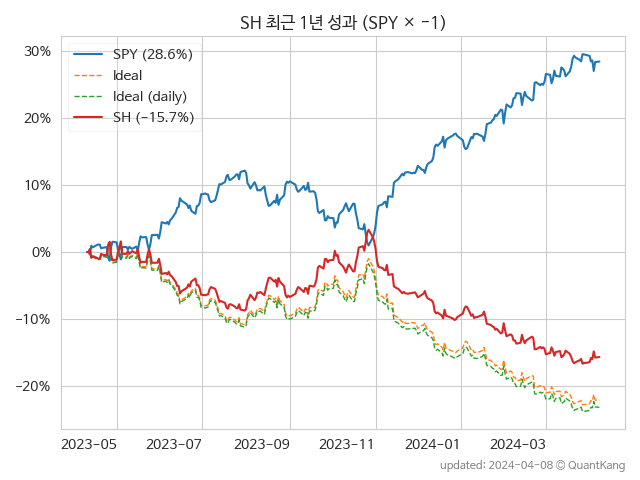 SH 최근 1년 성과 (SPY × −1)
SPY (28.6%)
Ideal
Ideal (daily)
SH (−15.7%)
30%
20%
10%
0%
−10%
−20%
2023-05 2023-07 2023-09 2023-11 2024-01 2024-03
updated: 2024-04-08 © QuantKang